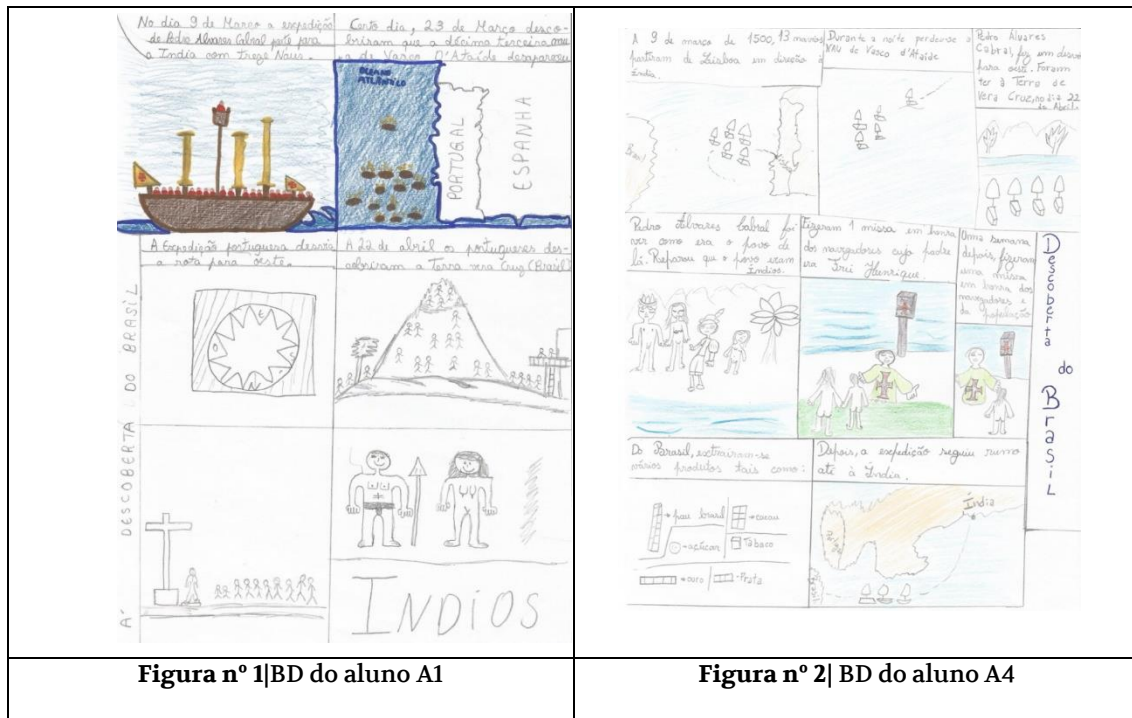 No dia 9 de Março a expedição
de Pedro Alvares Cabral parte para
a India com treze Naus.
Certo dia, 23 de Março desco-
briram que a décima terceira nau
a de Vasco D'Ataíde desapareceu
OCEANO
ATLÂNTICO
PORTUGAL
ESPANHA
A Expedição portuguesa desvia
a rota para oeste.
A 22 de abril os portugueses des-
cobriram a Terra vera Cruz (Brasil)
A DESCOBERTA DO BRASIL
ÍNDIOS
Figura nº 1|BD do aluno A1
A 9 de março de 1500, 13 navios
partiram de Lisboa em direção à
Índia.
Brasil
Durante a noite perdeu-se a
NAU de Vasco d'Ataíde
Pedro Álvares
Cabral, fez um desvio
para oeste. Foram
ter à Terra de
Vera Cruz, no dia 22
de Abril
Pedro Álvares Cabral foi
ver como era o povo de
lá. Reparou que o povo eram
Índios.
Fizeram 1 missa em honra
dos navegadores cujo padre
era Frei Henrique.
Uma semana
depois, fizeram
uma missa
em honra dos
navegadores e
da população
Descoberta
do
Brasil
Do Brasil, extraíram-se
vários produtos tais como:
pau brasil
cacau
açúcar
Tabaco
ouro
Prata
Depois, a expedição seguiu rumo
até à Índia.
Índia
Figura nº 2| BD do aluno A4